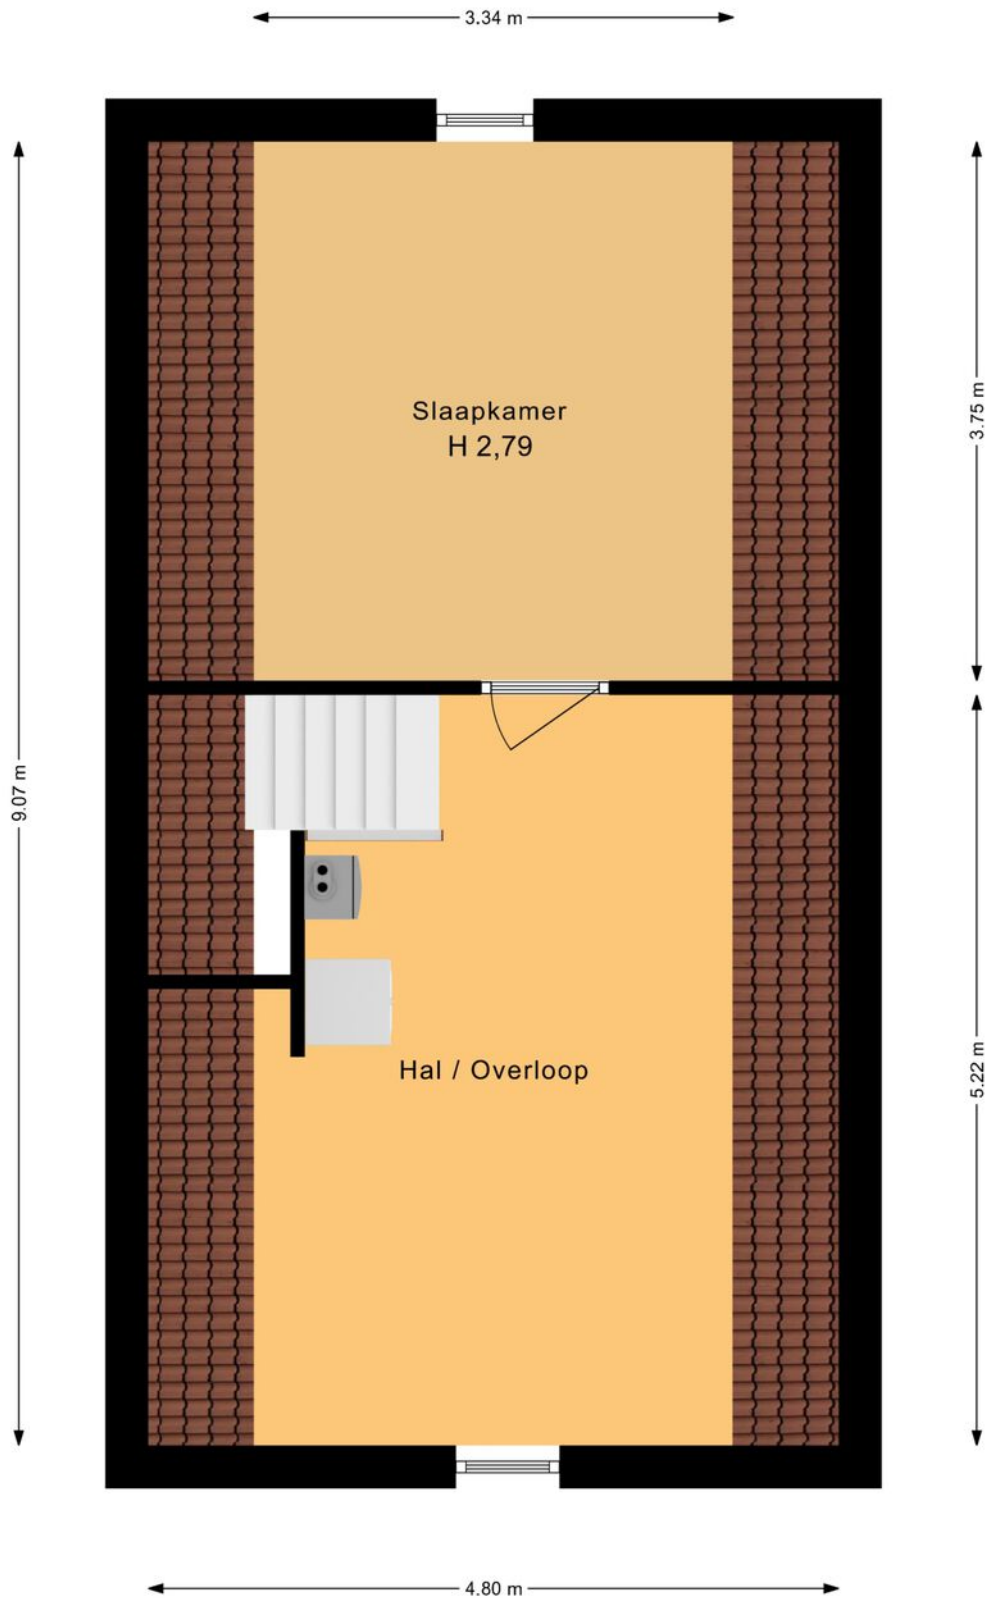 3.34 m
Slaapkamer
H 2,79
3.75 m
9.07 m
Hal / Overloop
5.22 m
4.80 m